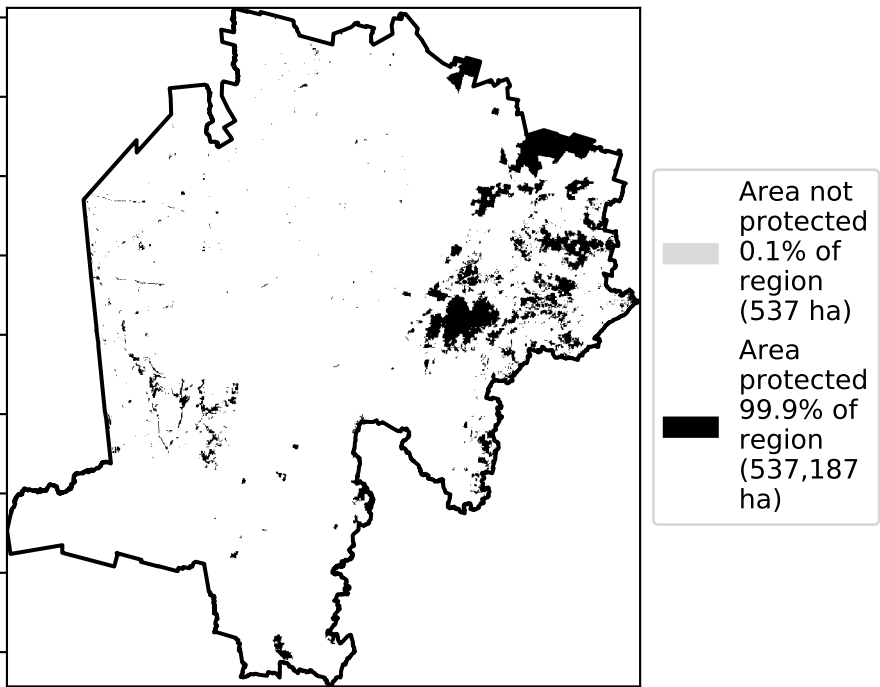 Area not
protected
0.1% of
region
(537 ha)
Area
protected
99.9% of
region
(537,187
ha)